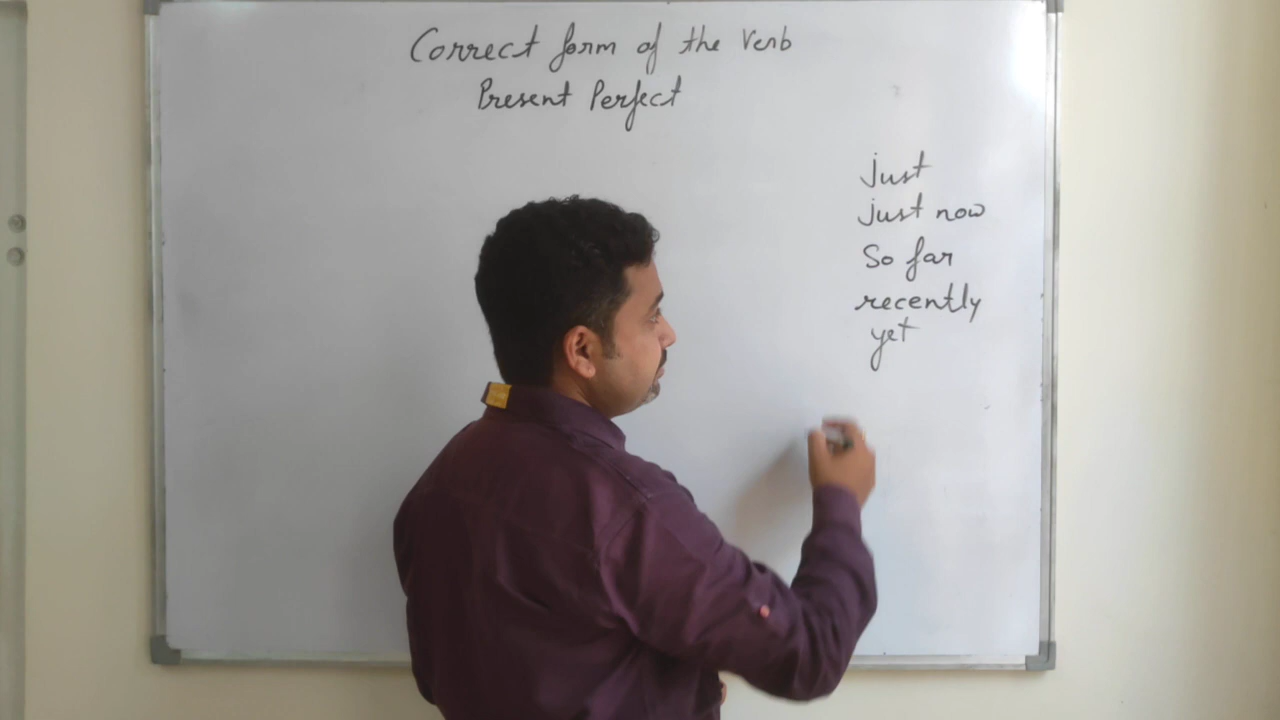 Correct form of the Verb
Present Perfect
just
just now
So far
recently
yet